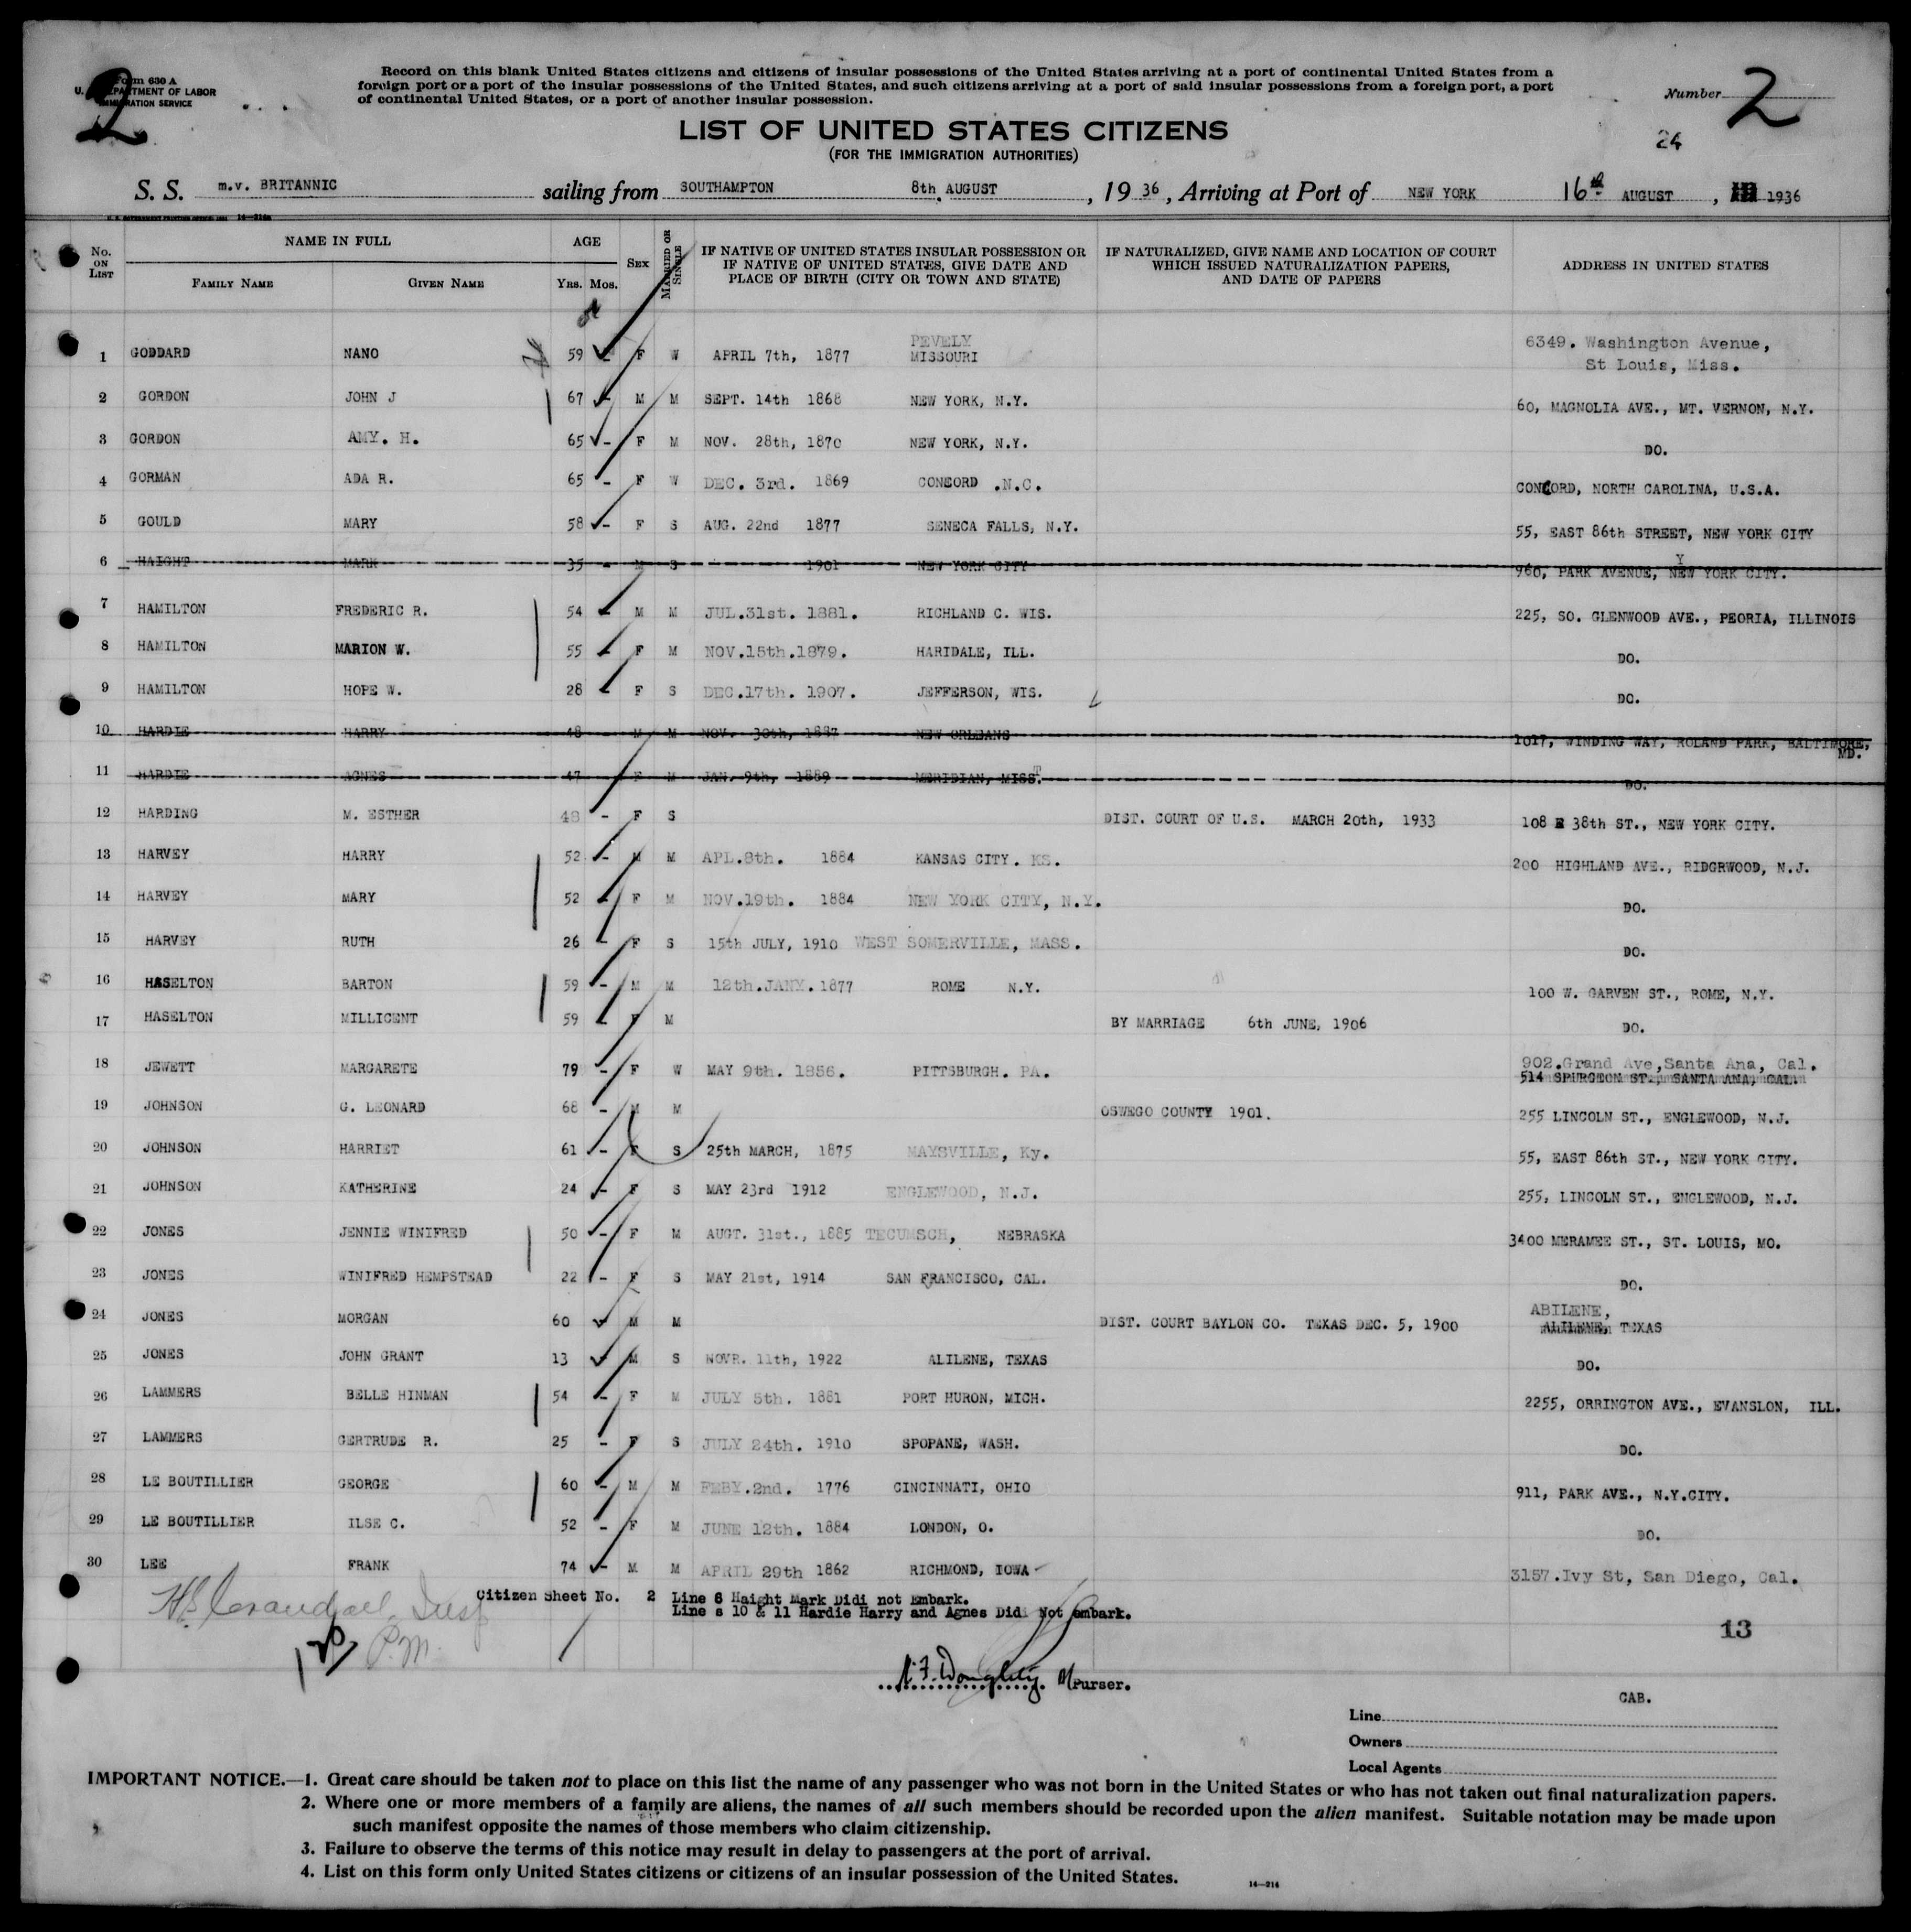 Form 630 A
U. S. DEPARTMENT OF LABOR
IMMIGRATION SERVICE
2
Record on this blank United States citizens and citizens of insular possessions of the United States arriving at a port of continental United States from a
foreign port or a port of the insular possessions of the United States, and such citizens arriving at a port of said insular possessions from a foreign port, a port
of continental United States, or a port of another insular possession.
Number 2
24
LIST OF UNITED STATES CITIZENS
(FOR THE IMMIGRATION AUTHORITIES)
S. S. m.v. BRITANNIC sailing from SOUTHAMPTON 8th AUGUST , 19 36 , Arriving at Port of NEW YORK 16th AUGUST , 1936
U. S. GOVERNMENT PRINTING OFFICE: 14—214
No. ON LIST NAME IN FULL AGE SEX MARRIED OR SINGLE IF NATIVE OF UNITED STATES INSULAR POSSESSION OR IF NATIVE OF UNITED STATES, GIVE DATE AND PLACE OF BIRTH (CITY OR TOWN AND STATE) IF NATURALIZED, GIVE NAME AND LOCATION OF COURT WHICH ISSUED NATURALIZATION PAPERS, AND DATE OF PAPERS ADDRESS IN UNITED STATES
FAMILY NAME GIVEN NAME YRS. MOS.
PEVELY
1 GODDARD NANO 59 - F W APRIL 7th, 1877 MISSOURI 6349. Washington Avenue,
St Louis, Miss.
2 GORDON JOHN J 67 - M M SEPT. 14th 1868 NEW YORK, N.Y. 60, MAGNOLIA AVE., MT. VERNON, N.Y.
3 GORDON AMY. H. 65 - F M NOV. 28th, 1870 NEW YORK, N.Y. DO.
4 GORMAN ADA R. 65 - F W DEC. 3rd. 1869 CONCORD .N.C. CONCORD, NORTH CAROLINA, U.S.A.
5 GOULD MARY 58 - F S AUG. 22nd 1877 SENECA FALLS, N.Y. 55, EAST 86th STREET, NEW YORK CITY
6 HAIGHT MARK 35 - M S 1901 NEW YORK CITY 960, PARK AVENUE, NEW YORK CITY.
7 HAMILTON FREDERIC R. 54 - M M JUL.31st. 1881. RICHLAND C. WIS. 225, SO. GLENWOOD AVE., PEORIA, ILLINOIS
8 HAMILTON MARION W. 55 - F M NOV.15th.1879. HARIDALE, ILL. DO.
9 HAMILTON HOPE W. 28 - F S DEC.17th. 1907. JEFFERSON, WIS. DO.
10 HARDIE HARRY 48 - M M NOV. 30th, 1887 NEW ORLEANS 1017, WINDING WAY, ROLAND PARK, BALTIMORE,
MD.
11 HARDIE AGNES 47 - F M JAN. 9th, 1889 MERIDIAN, MISS. DO.
12 HARDING M. ESTHER 48 - F S DIST. COURT OF U.S. MARCH 20th, 1933 108 E 38th ST., NEW YORK CITY.
13 HARVEY HARRY 52 - M M APL.8th. 1884 KANSAS CITY. KS. 200 HIGHLAND AVE., RIDGRWOOD, N.J.
14 HARVEY MARY 52 - F M NOV.19th. 1884 NEW YORK CITY, N.Y. DO.
15 HARVEY RUTH 26 - F S 15th JULY, 1910 WEST SOMERVILLE, MASS. DO.
16 HASELTON BARTON 59 - M M 12th.JANY.1877 ROME N.Y. 100 W. GARVEN ST., ROME, N.Y.
17 HASELTON MILLICENT 59 - F M BY MARRIAGE 6th JUNE, 1906 DO.
18 JEWETT MARGARETE 79 - F W MAY 9th. 1856. PITTSBURGH. PA. 902.Grand Ave,Santa Ana, Cal.
514 SPURGEON ST., SANTA ANA, CAL.
19 JOHNSON G. LEONARD 68 - M M OSWEGO COUNTY 1901. 255 LINCOLN ST., ENGLEWOOD, N.J.
20 JOHNSON HARRIET 61 - F S 25th MARCH, 1875 MAYSVILLE, Ky. 55, EAST 86th ST., NEW YORK CITY.
21 JOHNSON KATHERINE 24 - F S MAY 23rd 1912 ENGLEWOOD, N.J. 255, LINCOLN ST., ENGLEWOOD, N.J.
22 JONES JENNIE WINIFRED 50 - F M AUGT. 31st., 1885 TECUMSCH, NEBRASKA 3400 MERAMEE ST., ST. LOUIS, MO.
23 JONES WINIFRED HEMPSTEAD 22 - F S MAY 21st, 1914 SAN FRANCISCO, CAL. DO.
ABILENE,
24 JONES MORGAN 60 M M DIST. COURT BAYLON CO. TEXAS DEC. 5, 1900 ALILENE, TEXAS
25 JONES JOHN GRANT 13 M S NOVR. 11th, 1922 ALILENE, TEXAS DO.
26 LAMMERS BELLE HINMAN 54 - F M JULY 5th. 1881 PORT HURON, MICH. 2255, ORRINGTON AVE., EVANSLON, ILL.
27 LAMMERS GERTRUDE R. 25 - F S JULY 24th. 1910 SPOPANE, WASH. DO.
28 LE BOUTILLIER GEORGE 60 - M M FEBY.2nd. 1776 CINCINNATI, OHIO 911, PARK AVE., N.Y.CITY.
29 LE BOUTILLIER ILSE C. 52 - F M JUNE 12th. 1884 LONDON, O. DO.
30 LEE FRANK 74 - M M APRIL 29th 1862 RICHMOND, IOWA 3157.Ivy St, San Diego, Cal.
Citizen Sheet No. 2 Line 6 Haight Mark Didi not Embark.
Line s 10 & 11 Hardie Harry and Agnes Did Not embark.
H.S. Crandall, Insp
P.M.
13
Purser.
CAB.
Line
Owners
Local Agents
IMPORTANT NOTICE.—1. Great care should be taken not to place on this list the name of any passenger who was not born in the United States or who has not taken out final naturalization papers.
2. Where one or more members of a family are aliens, the names of all such members should be recorded upon the alien manifest. Suitable notation may be made upon
such manifest opposite the names of those members who claim citizenship.
3. Failure to observe the terms of this notice may result in delay to passengers at the port of arrival.
4. List on this form only United States citizens or citizens of an insular possession of the United States.
14—214